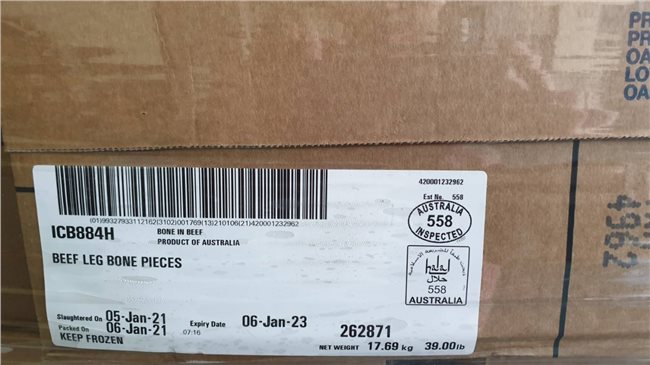 PR
PR
OA
LO
OA
420001232962
(01)99327933112162(3102)001769(13)210106(21)420001232962
Est No. 558
AUSTRALIA
558
INSPECTED
ICB884H
BONE IN BEEF
PRODUCT OF AUSTRALIA
BEEF LEG BONE PIECES
halal
حلال
558
AUSTRALIA
Slaughtered On 05-Jan-21
Packed On 06-Jan-21
07:16
Expiry Date 06-Jan-23
KEEP FROZEN
262871
NET WEIGHT 17.69 kg 39.00lb
4962